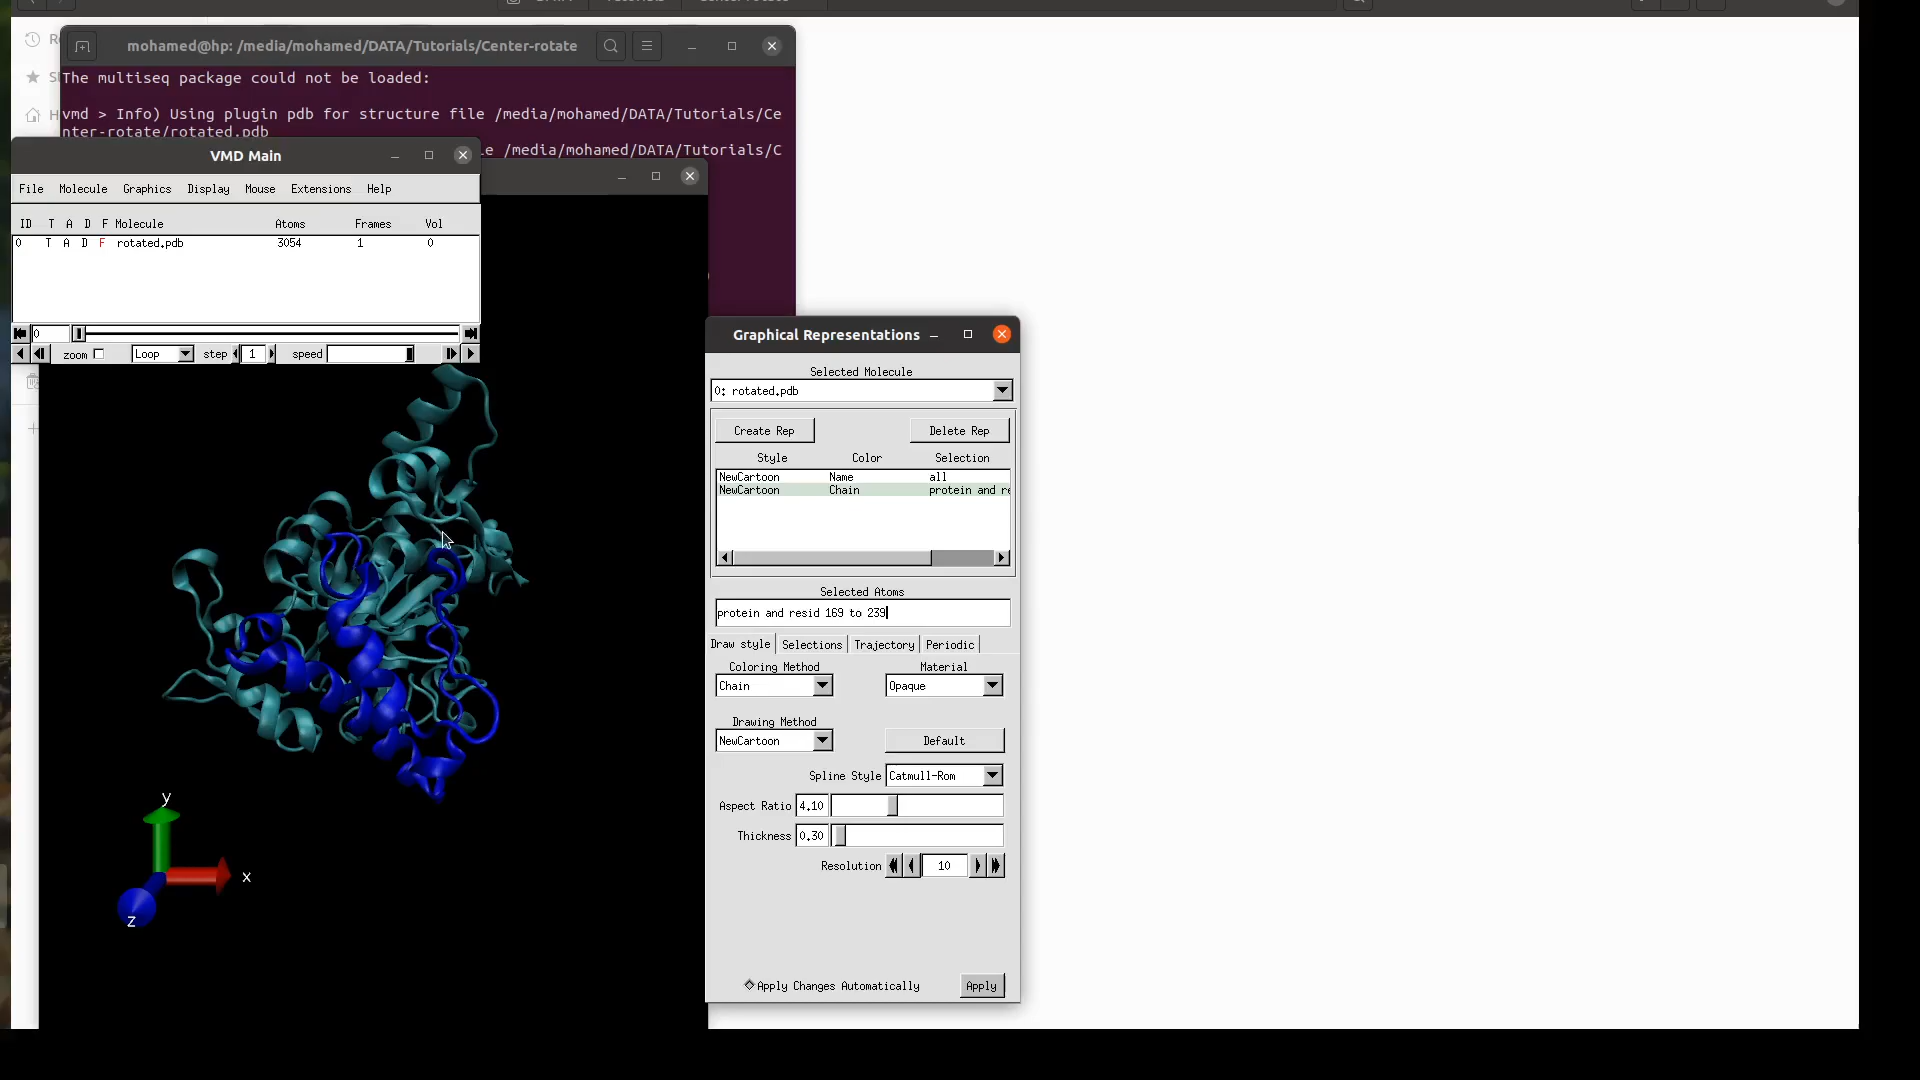 mohamed@hp: /media/mohamed/DATA/Tutorials/Center-rotate
The multiseq package could not be loaded:
vmd > Info) Using plugin pdb for structure file /media/mohamed/DATA/Tutorials/Ce
nter-rotate/rotated.pdb
le /media/mohamed/DATA/Tutorials/C
VMD Main
File Molecule Graphics Display Mouse Extensions Help
ID T A D F Molecule Atoms Frames Vol
0 T A D F rotated.pdb 3054 1 0
0
zoom Loop step 1 speed
y
x
z
Graphical Representations
Selected Molecule
0: rotated.pdb
Create Rep Delete Rep
Style Color Selection
NewCartoon Name all
NewCartoon Chain protein and re
Selected Atoms
protein and resid 169 to 239
Draw style Selections Trajectory Periodic
Coloring Method Material
Chain Opaque
Drawing Method
NewCartoon Default
Spline Style Catmull-Rom
Aspect Ratio 4.10
Thickness 0.30
Resolution 10
Apply Changes Automatically Apply